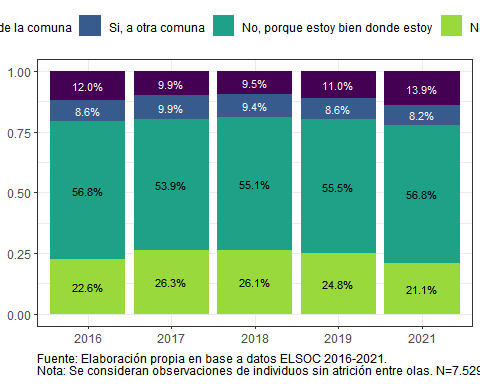 de la comuna Si, a otra comuna No, porque estoy bien donde estoy
1.00
12.0% 9.9% 9.5% 11.0% 13.9%
8.6% 9.9% 9.4% 8.6% 8.2%
0.75
56.8% 53.9% 55.1% 55.5% 56.8%
0.50
0.25
22.6% 26.3% 26.1% 24.8% 21.1%
0.00
2016 2017 2018 2019 2021
Fuente: Elaboración propia en base a datos ELSOC 2016-2021.
Nota: Se consideran observaciones de individuos sin atrición entre olas. N=7.529